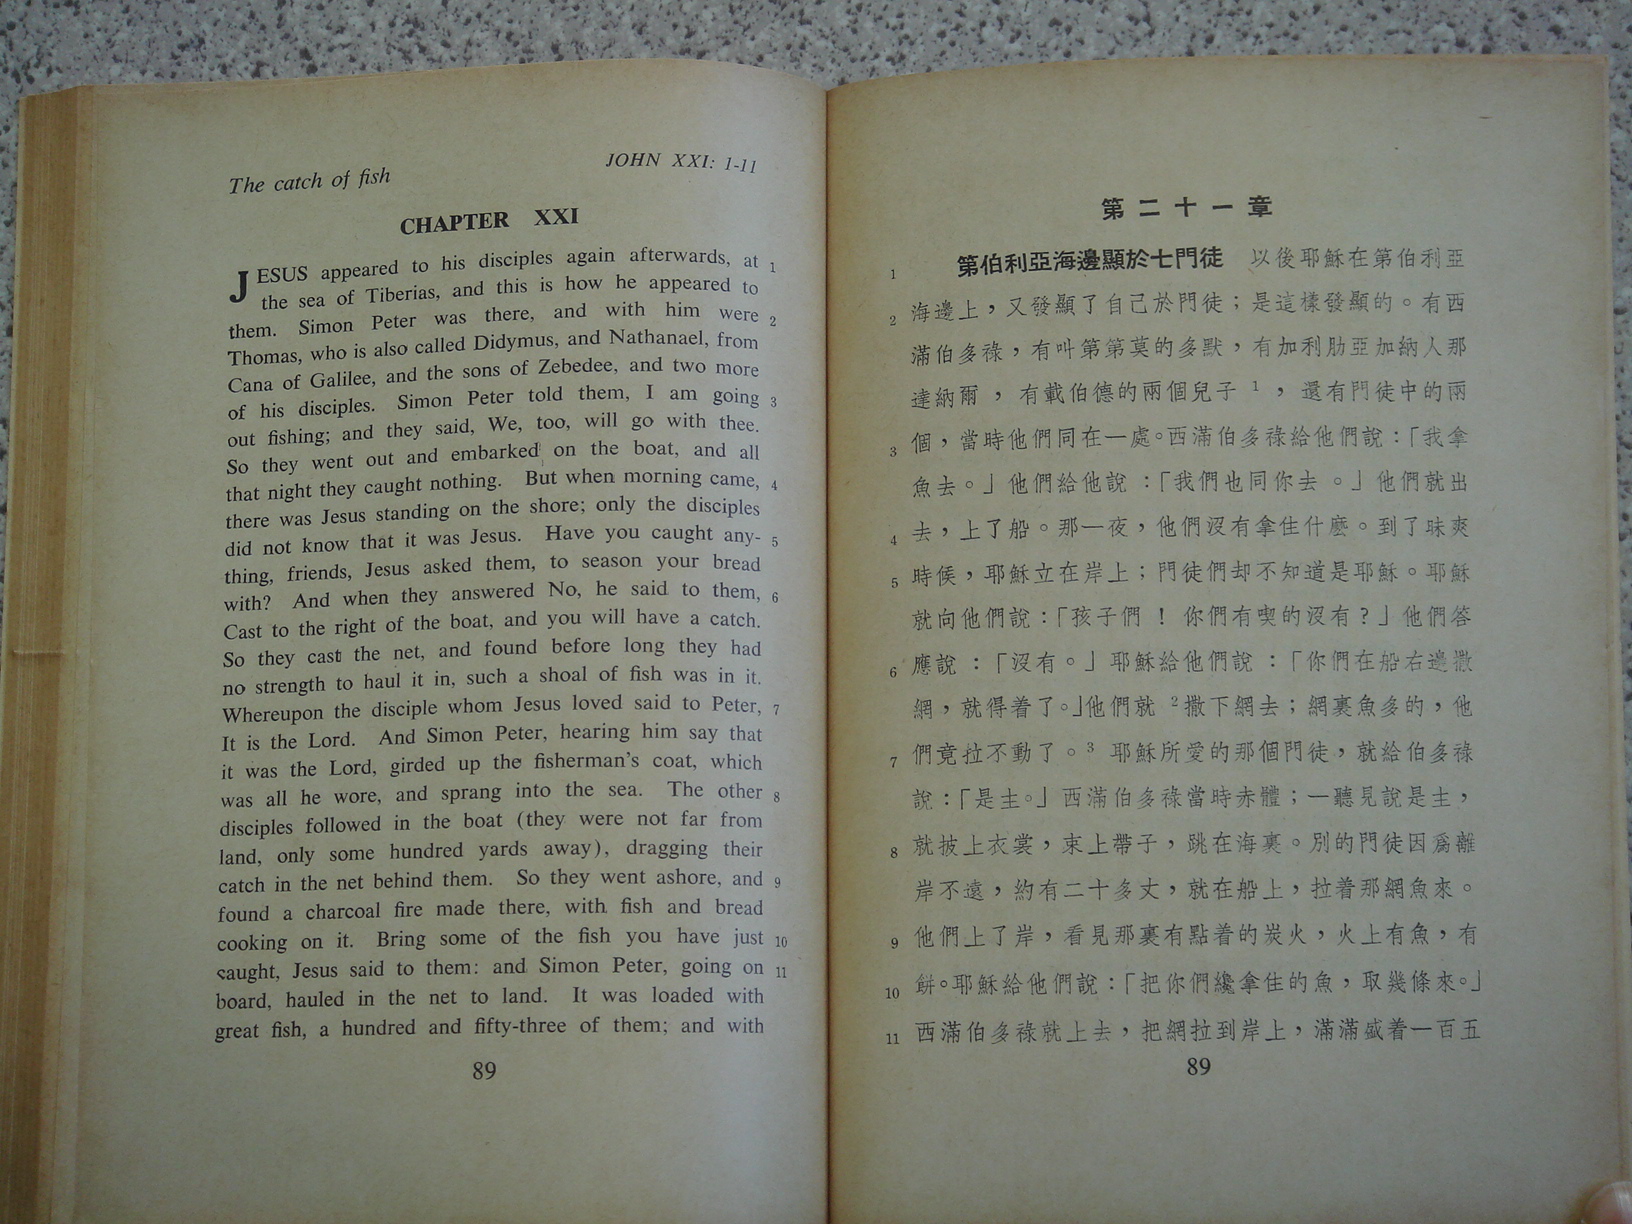 The catch of fish
JOHN XXI: 1-11
CHAPTER XXI
JESUS appeared to his disciples again afterwards, at 1
the sea of Tiberias, and this is how he appeared to
them. Simon Peter was there, and with him were 2
Thomas, who is also called Didymus, and Nathanael, from
Cana of Galilee, and the sons of Zebedee, and two more
of his disciples. Simon Peter told them, I am going 3
out fishing; and they said, We, too, will go with thee.
So they went out and embarked on the boat, and all
that night they caught nothing. But when morning came, 4
there was Jesus standing on the shore; only the disciples
did not know that it was Jesus. Have you caught any- 5
thing, friends, Jesus asked them, to season your bread
with? And when they answered No, he said to them, 6
Cast to the right of the boat, and you will have a catch.
So they cast the net, and found before long they had
no strength to haul it in, such a shoal of fish was in it.
Whereupon the disciple whom Jesus loved said to Peter, 7
It is the Lord. And Simon Peter, hearing him say that
it was the Lord, girded up the fisherman's coat, which
was all he wore, and sprang into the sea. The other 8
disciples followed in the boat (they were not far from
land, only some hundred yards away), dragging their
catch in the net behind them. So they went ashore, and 9
found a charcoal fire made there, with fish and bread
cooking on it. Bring some of the fish you have just 10
caught, Jesus said to them: and Simon Peter, going on 11
board, hauled in the net to land. It was loaded with
great fish, a hundred and fifty-three of them; and with
89
第二十一章
1 第伯利亞海邊顯於七門徒 以後耶穌在第伯利亞
2 海邊上，又發顯了自己於門徒；是這樣發顯的。有西
滿伯多祿，有叫第第莫的多默，有加利肋亞加納人那
達納爾，有載伯德的兩個兒子1，還有門徒中的兩
3 個，當時他們同在一處。西滿伯多祿給他們說：「我拿
魚去。」他們給他說：「我們也同你去。」他們就出
4 去，上了船。那一夜，他們沒有拿住什麼。到了昧爽
5 時候，耶穌立在岸上；門徒們却不知道是耶穌。耶穌
就向他們說：「孩子們！你們有喫的沒有？」他們答
6 應說：「沒有。」耶穌給他們說：「你們在船右邊撒
網，就得着了。」他們就2撒下網去；網裏魚多的，他
7 們竟拉不動了。3耶穌所愛的那個門徒，就給伯多祿
說：「是主。」西滿伯多祿當時赤體；一聽見說是主，
8 就披上衣裳，束上帶子，跳在海裏。別的門徒因爲離
岸不遠，約有二十多丈，就在船上，拉着那網魚來。
9 他們上了岸，看見那裏有點着的炭火，火上有魚，有
10 餅。耶穌給他們說：「把你們纔拿住的魚，取幾條來。」
11 西滿伯多祿就上去，把網拉到岸上，滿滿盛着一百五
89